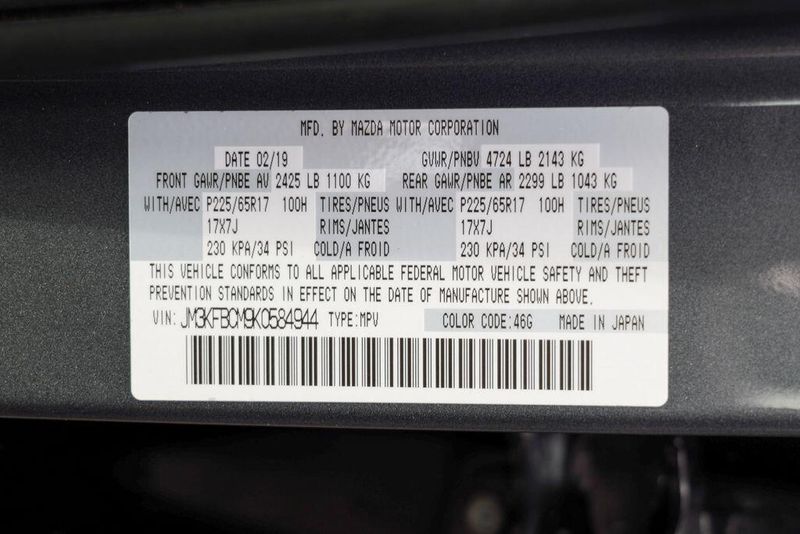 MFD. BY MAZDA MOTOR CORPORATION
DATE 02/19 GVWR/PNBV 4724 LB 2143 KG
FRONT GAWR/PNBE AV 2425 LB 1100 KG REAR GAWR/PNBE AR 2299 LB 1043 KG
WITH/AVEC P225/65R17 100H TIRES/PNEUS WITH/AVEC P225/65R17 100H TIRES/PNEUS
17X7J RIMS/JANTES 17X7J RIMS/JANTES
230 KPA/34 PSI COLD/A FROID 230 KPA/34 PSI COLD/A FROID
THIS VEHICLE CONFORMS TO ALL APPLICABLE FEDERAL MOTOR VEHICLE SAFETY AND THEFT
PREVENTION STANDARDS IN EFFECT ON THE DATE OF MANUFACTURE SHOWN ABOVE.
VIN: JM3KFBCM9K0584944 TYPE:MPV COLOR CODE:46G MADE IN JAPAN